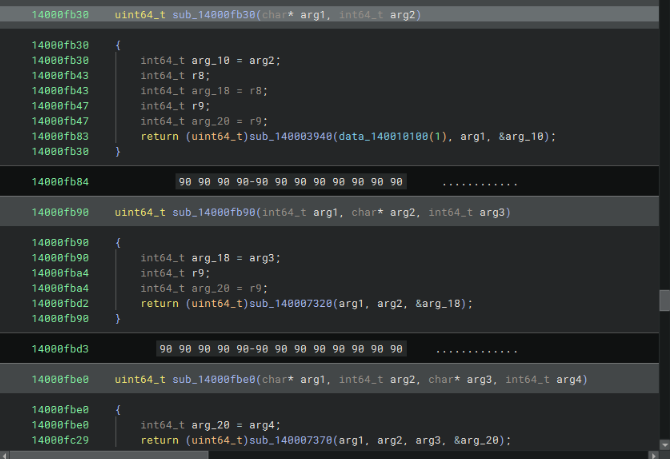 14000fb30 uint64_t sub_14000fb30(char* arg1, int64_t arg2)
14000fb30 {
14000fb30 int64_t arg_10 = arg2;
14000fb43 int64_t r8;
14000fb43 int64_t arg_18 = r8;
14000fb47 int64_t r9;
14000fb47 int64_t arg_20 = r9;
14000fb83 return (uint64_t)sub_140003940(data_140010100(1), arg1, &arg_10);
14000fb30 }
14000fb84 90 90 90 90-90 90 90 90 90 90 90 90 ............
14000fb90 uint64_t sub_14000fb90(int64_t arg1, char* arg2, int64_t arg3)
14000fb90 {
14000fb90 int64_t arg_18 = arg3;
14000fba4 int64_t r9;
14000fba4 int64_t arg_20 = r9;
14000fbd2 return (uint64_t)sub_140007320(arg1, arg2, &arg_18);
14000fb90 }
14000fbd3 90 90 90 90 90-90 90 90 90 90 90 90 90 .............
14000fbe0 uint64_t sub_14000fbe0(char* arg1, int64_t arg2, char* arg3, int64_t arg4)
14000fbe0 {
14000fbe0 int64_t arg_20 = arg4;
14000fc29 return (uint64_t)sub_140007370(arg1, arg2, arg3, &arg_20);